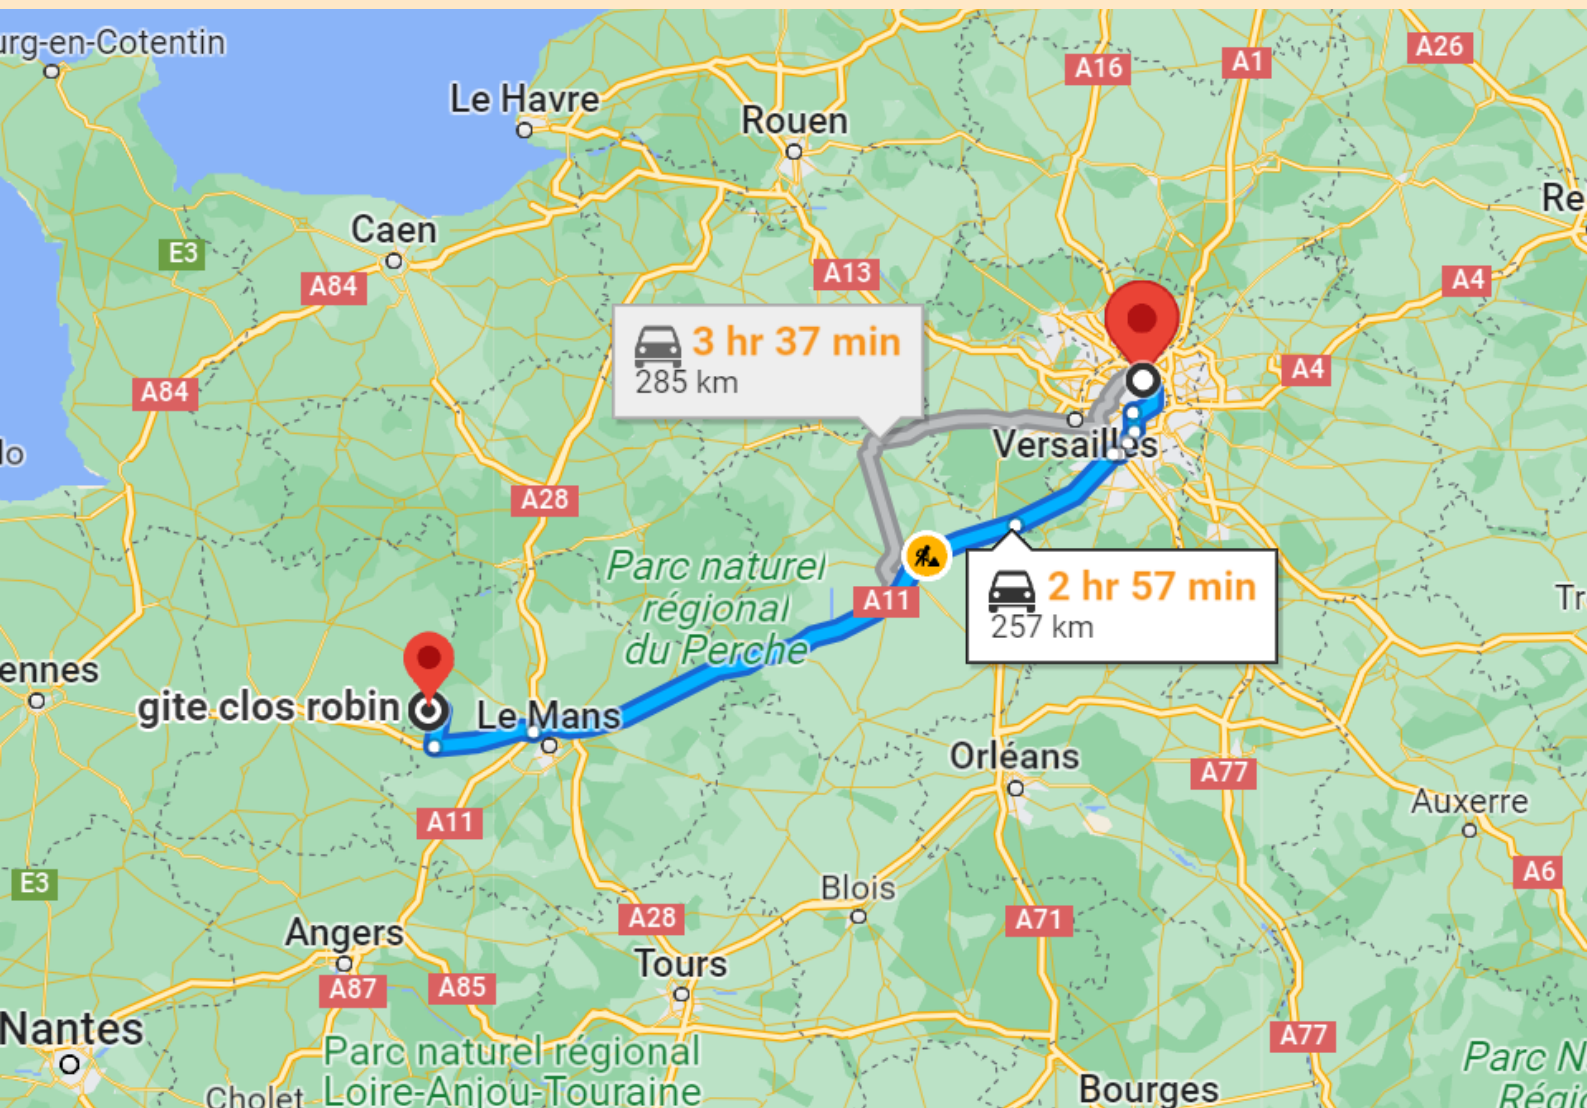 urg-en-Cotentin
Le Havre
Rouen
A16
A1
A26
Caen
E3
A84
A13
Re
A4
3 hr 37 min
285 km
A84
A4
Versailles
lo
A28
Parc naturel
régional
du Perche
A11
2 hr 57 min
257 km
Tr
ennes
gite clos robin
Le Mans
Orléans
A77
Auxerre
A11
E3
Blois
A6
Angers
A28
A71
Tours
A87
A85
Nantes
A77
Parc naturel régional
Loire-Anjou-Touraine
Cholet
Bourges
Parc N
Régio